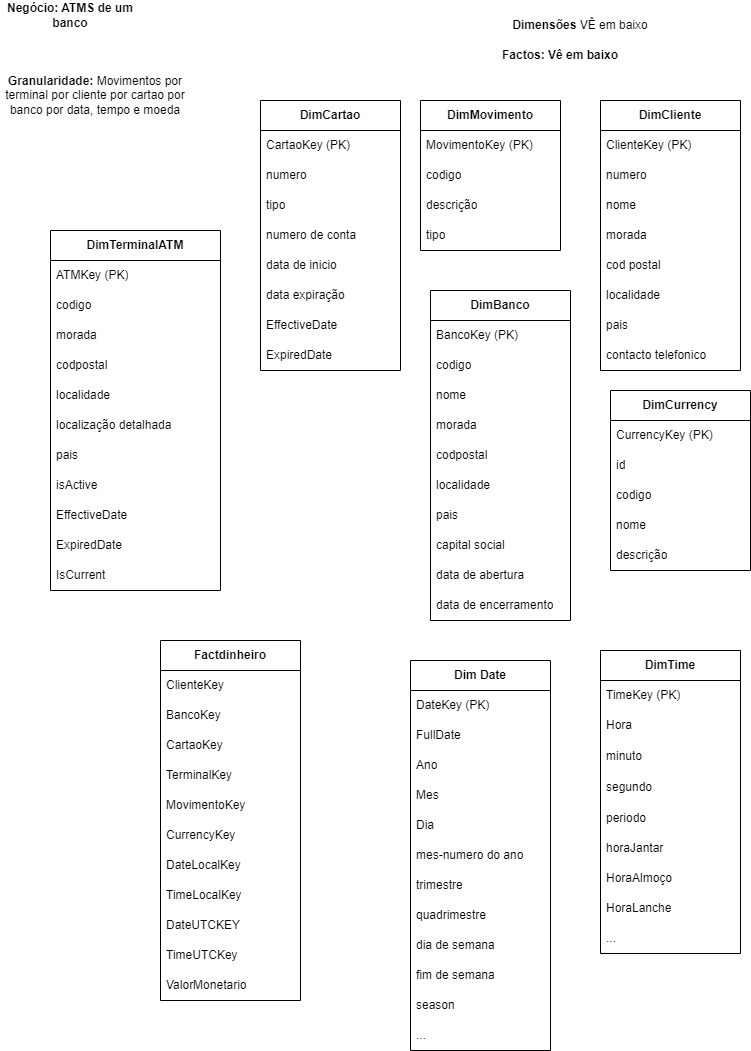 Negócio: ATMS de um
banco
Dimensões VÊ em baixo
Factos: Vê em baixo
Granularidade: Movimentos por
terminal por cliente por cartao por
banco por data, tempo e moeda
DimCartao
CartaoKey (PK)
numero
tipo
numero de conta
data de inicio
data expiração
EffectiveDate
ExpiredDate
DimMovimento
MovimentoKey (PK)
codigo
descrição
tipo
DimCliente
ClienteKey (PK)
numero
nome
morada
cod postal
localidade
pais
contacto telefonico
DimTerminalATM
ATMKey (PK)
codigo
morada
codpostal
localidade
localização detalhada
pais
isActive
EffectiveDate
ExpiredDate
IsCurrent
DimBanco
BancoKey (PK)
codigo
nome
morada
codpostal
localidade
pais
capital social
data de abertura
data de encerramento
DimCurrency
CurrencyKey (PK)
id
codigo
nome
descrição
Factdinheiro
ClienteKey
BancoKey
CartaoKey
TerminalKey
MovimentoKey
CurrencyKey
DateLocalKey
TimeLocalKey
DateUTCKEY
TimeUTCKey
ValorMonetario
Dim Date
DateKey (PK)
FullDate
Ano
Mes
Dia
mes-numero do ano
trimestre
quadrimestre
dia de semana
fim de semana
season
...
DimTime
TimeKey (PK)
Hora
minuto
segundo
periodo
horaJantar
HoraAlmoço
HoraLanche
...